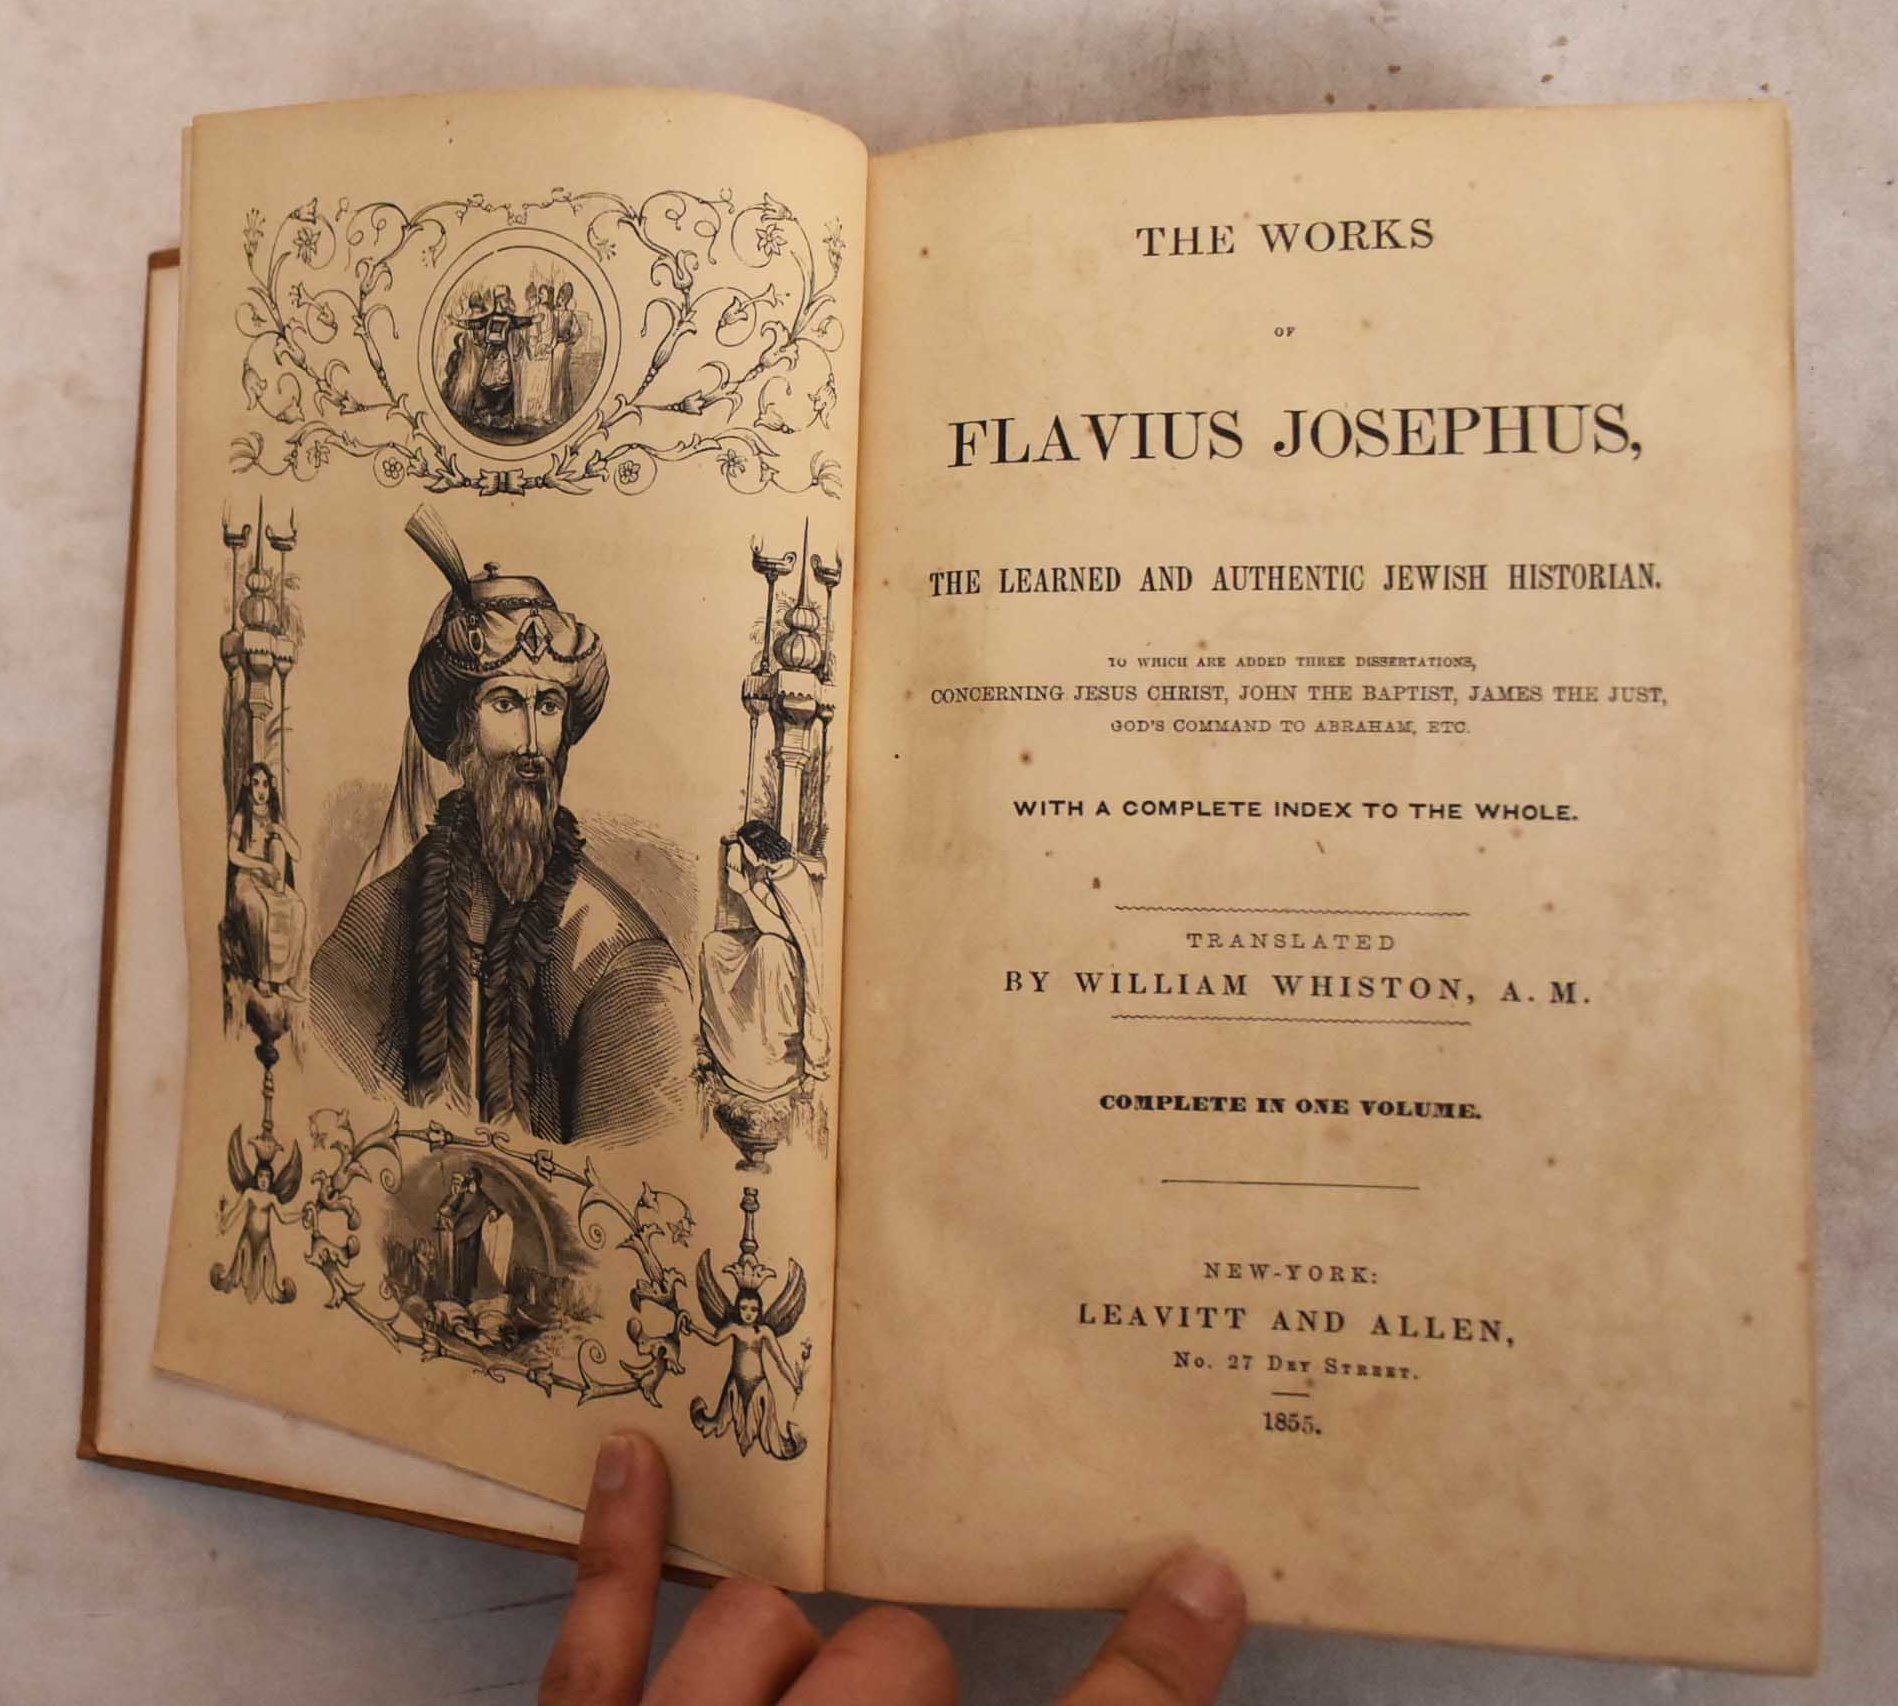 THE WORKS
OF
FLAVIUS JOSEPHUS,
THE LEARNED AND AUTHENTIC JEWISH HISTORIAN.
TO WHICH ARE ADDED THREE DISSERTATIONS,
CONCERNING JESUS CHRIST, JOHN THE BAPTIST, JAMES THE JUST,
GOD'S COMMAND TO ABRAHAM, ETC.
WITH A COMPLETE INDEX TO THE WHOLE.
TRANSLATED
BY WILLIAM WHISTON, A. M.
COMPLETE IN ONE VOLUME.
NEW-YORK:
LEAVITT AND ALLEN,
No. 27 Dey Street.
1855.